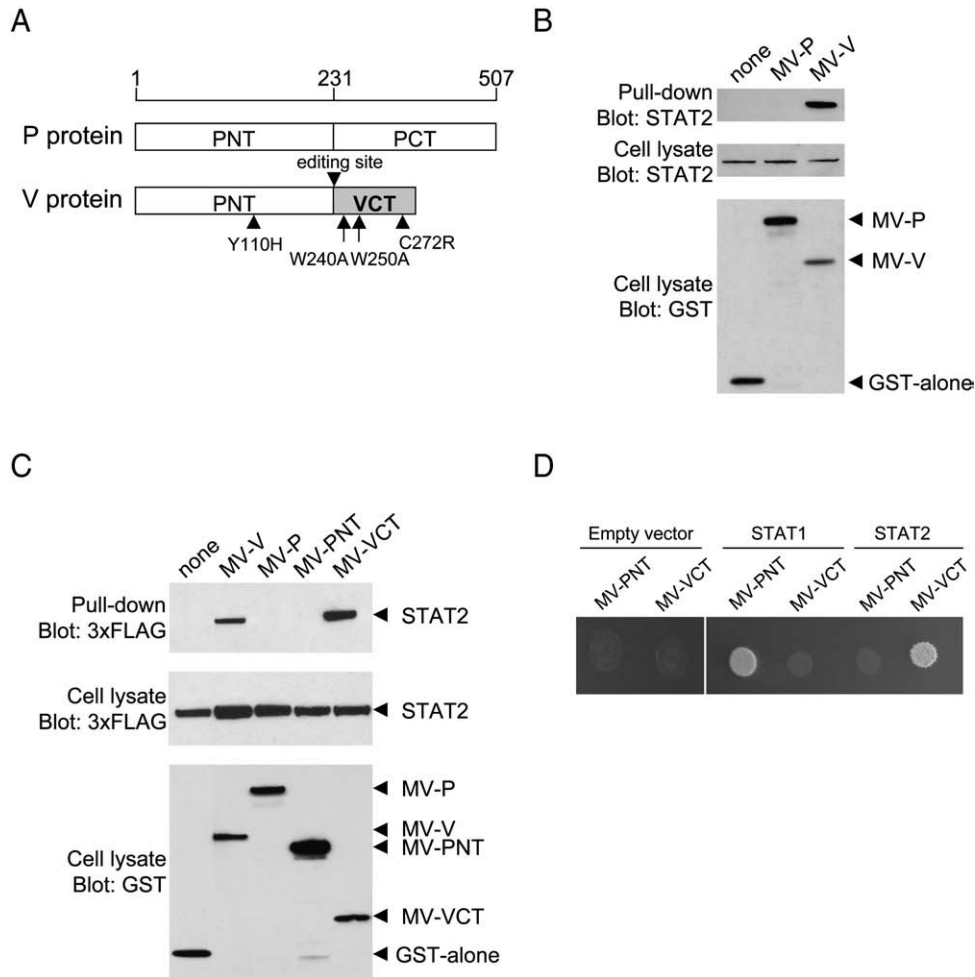 A
1 231 507
P protein PNT PCT
editing site
V protein PNT VCT
Y110H C272R
W240A W250A
B
none MV-P MV-V
Pull-down
Blot: STAT2
Cell lysate
Blot: STAT2
MV-P
MV-V
Cell lysate
Blot: GST
GST-alone
C
none MV-V MV-P MV-PNT MV-VCT
Pull-down
Blot: 3xFLAG
STAT2
Cell lysate
Blot: 3xFLAG
STAT2
MV-P
MV-V
MV-PNT
Cell lysate
Blot: GST
MV-VCT
GST-alone
D
Empty vector STAT1 STAT2
MV-PNT MV-VCT MV-PNT MV-VCT MV-PNT MV-VCT